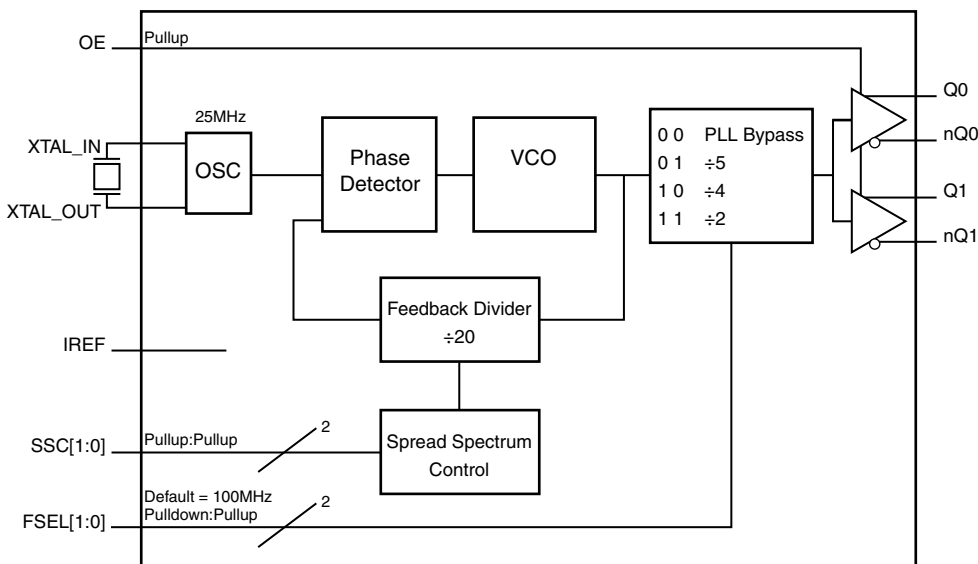 OE
Pullup
Q0
25MHz
XTAL_IN
OSC
Phase
Detector
VCO
0 0 PLL Bypass
0 1 ÷5
1 0 ÷4
1 1 ÷2
nQ0
Q1
XTAL_OUT
nQ1
Feedback Divider
÷20
IREF
SSC[1:0]
Pullup:Pullup
2
Spread Spectrum
Control
FSEL[1:0]
Default = 100MHz
Pulldown:Pullup
2